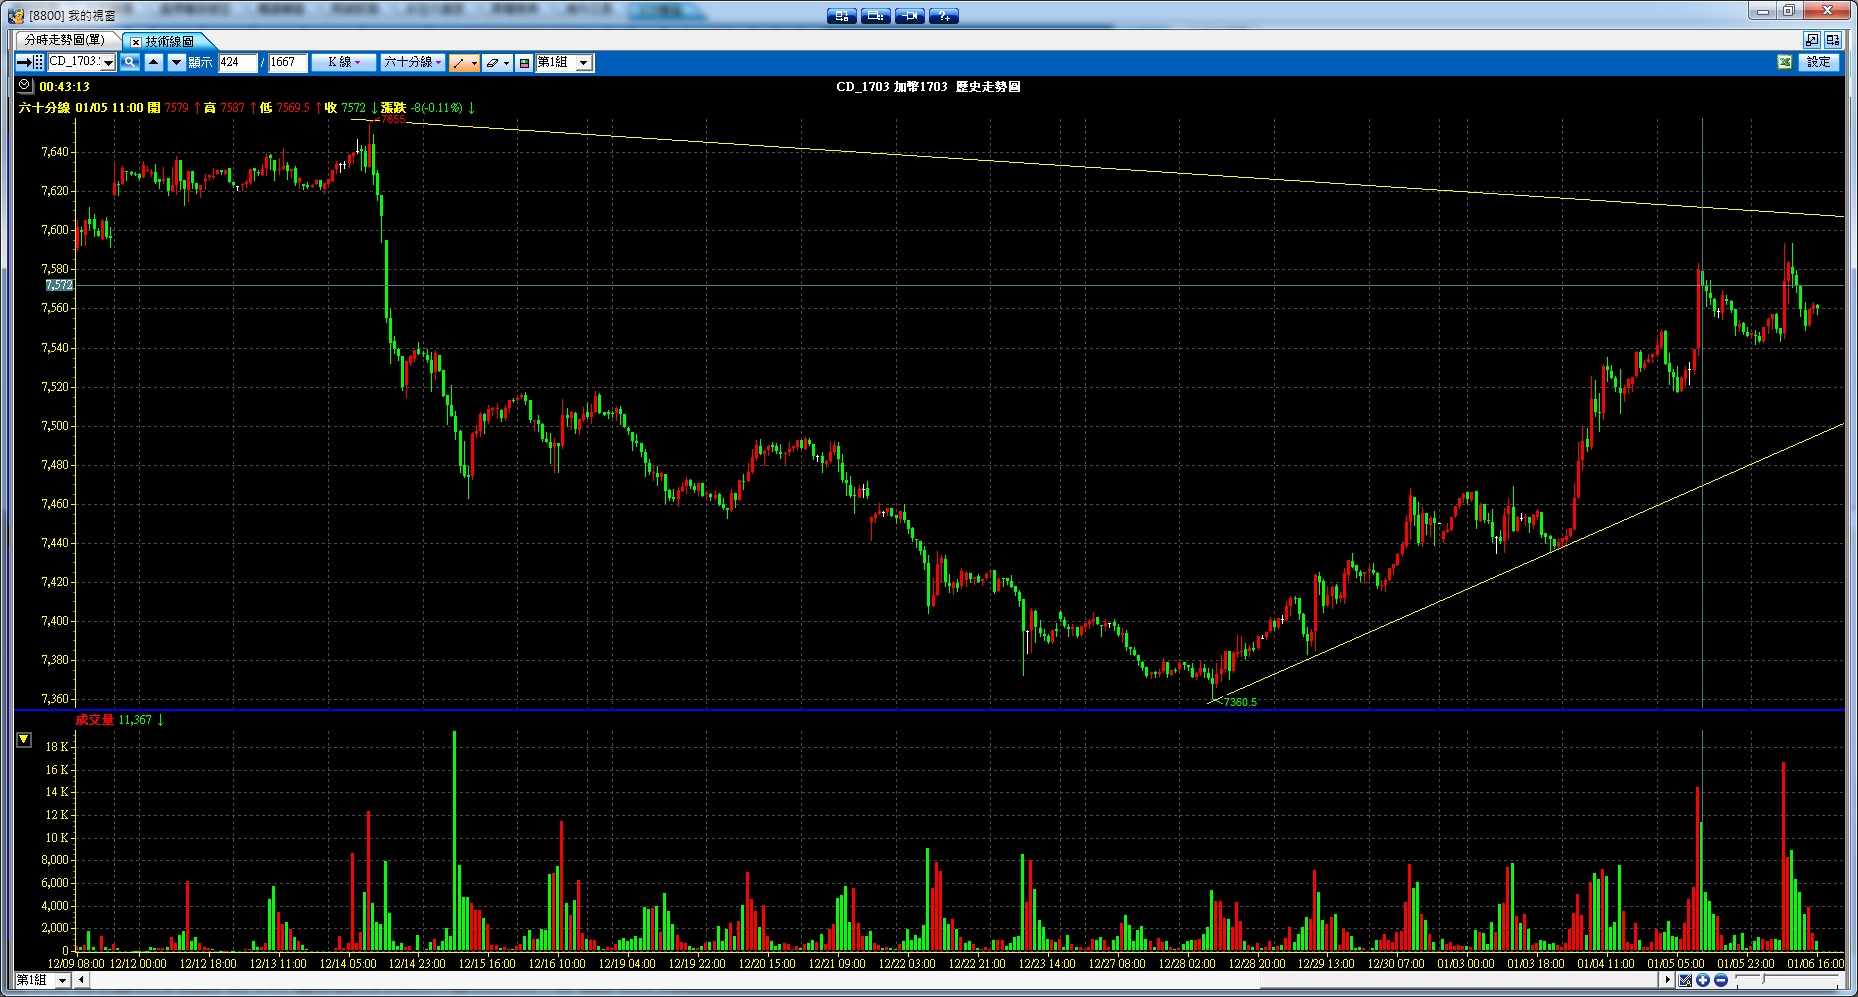 [8800] 我的視窗
分時走勢圖(單) 技術線圖
CD_1703. 顯示 424 / 1667 K 線 六十分線 第1組 設定
00:43:13 CD_1703 加幣1703 歷史走勢圖
六十分線 01/05 11:00 開 7579 ↑ 高 7587 ↑ 低 7569.5 ↑ 收 7572 ↓ 漲跌 -8(-0.11%) ↓
7655
7,640
7,620
7,600
7,580
7,572
7,560
7,540
7,520
7,500
7,480
7,460
7,440
7,420
7,400
7,380
7,360
7360.5
成交量 11,367 ↓
18 K
16 K
14 K
12 K
10 K
8,000
6,000
4,000
2,000
0
12/09 08:00 12/12 00:00 12/12 18:00 12/13 11:00 12/14 05:00 12/14 23:00 12/15 16:00 12/16 10:00 12/19 04:00 12/19 22:00 12/20 15:00 12/21 09:00 12/22 03:00 12/22 21:00 12/23 14:00 12/27 08:00 12/28 02:00 12/28 20:00 12/29 13:00 12/30 07:00 01/03 00:00 01/03 18:00 01/04 11:00 01/05 05:00 01/05 23:00 01/06 16:00
第1組